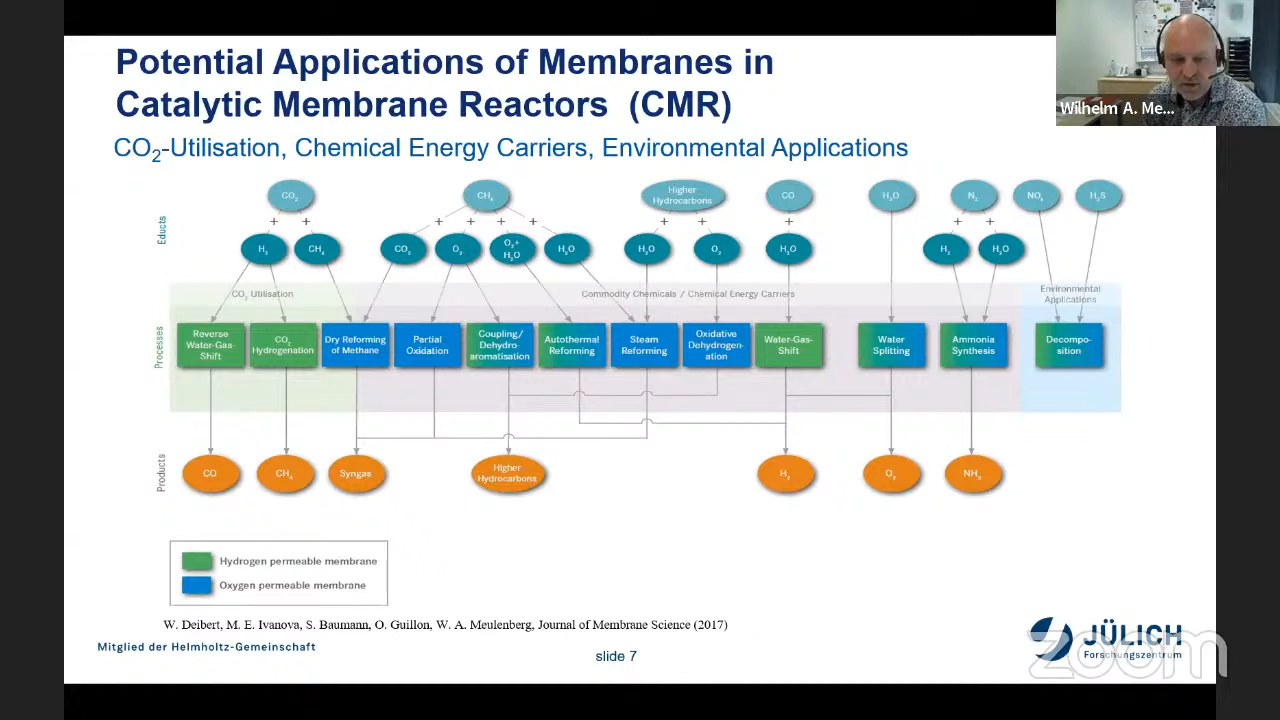 Potential Applications of Membranes in
Catalytic Membrane Reactors (CMR)
CO2-Utilisation, Chemical Energy Carriers, Environmental Applications
Wilhelm A. Me...
Educts
CO2
CH4
Higher
Hydrocarbons
CO
H2O
N2
NOx
H2S
+ + + + + + + + + + +
H2
CH4
CO2
O2
O2+
H2O
H2O
H2O
O2
H2O
H2
H2O
CO2 Utilisation
Commodity Chemicals / Chemical Energy Carriers
Environmental
Applications
Processes
Reverse
Water-Gas-
Shift
CO2
Hydrogenation
Dry Reforming
of Methane
Partial
Oxidation
Coupling/
Dehydro-
aromatisation
Autothermal
Reforming
Steam
Reforming
Oxidative
Dehydrogen-
ation
Water-Gas-
Shift
Water
Splitting
Ammonia
Synthesis
Decompo-
sition
Products
CO
CH4
Syngas
Higher
Hydrocarbons
H2
O2
NH3
Hydrogen permeable membrane
Oxygen permeable membrane
W. Deibert, M. E. Ivanova, S. Baumann, O. Guillon, W. A. Meulenberg, Journal of Membrane Science (2017)
Mitglied der Helmholtz-Gemeinschaft
slide 7
JÜLICH
Forschungszentrum
zoom